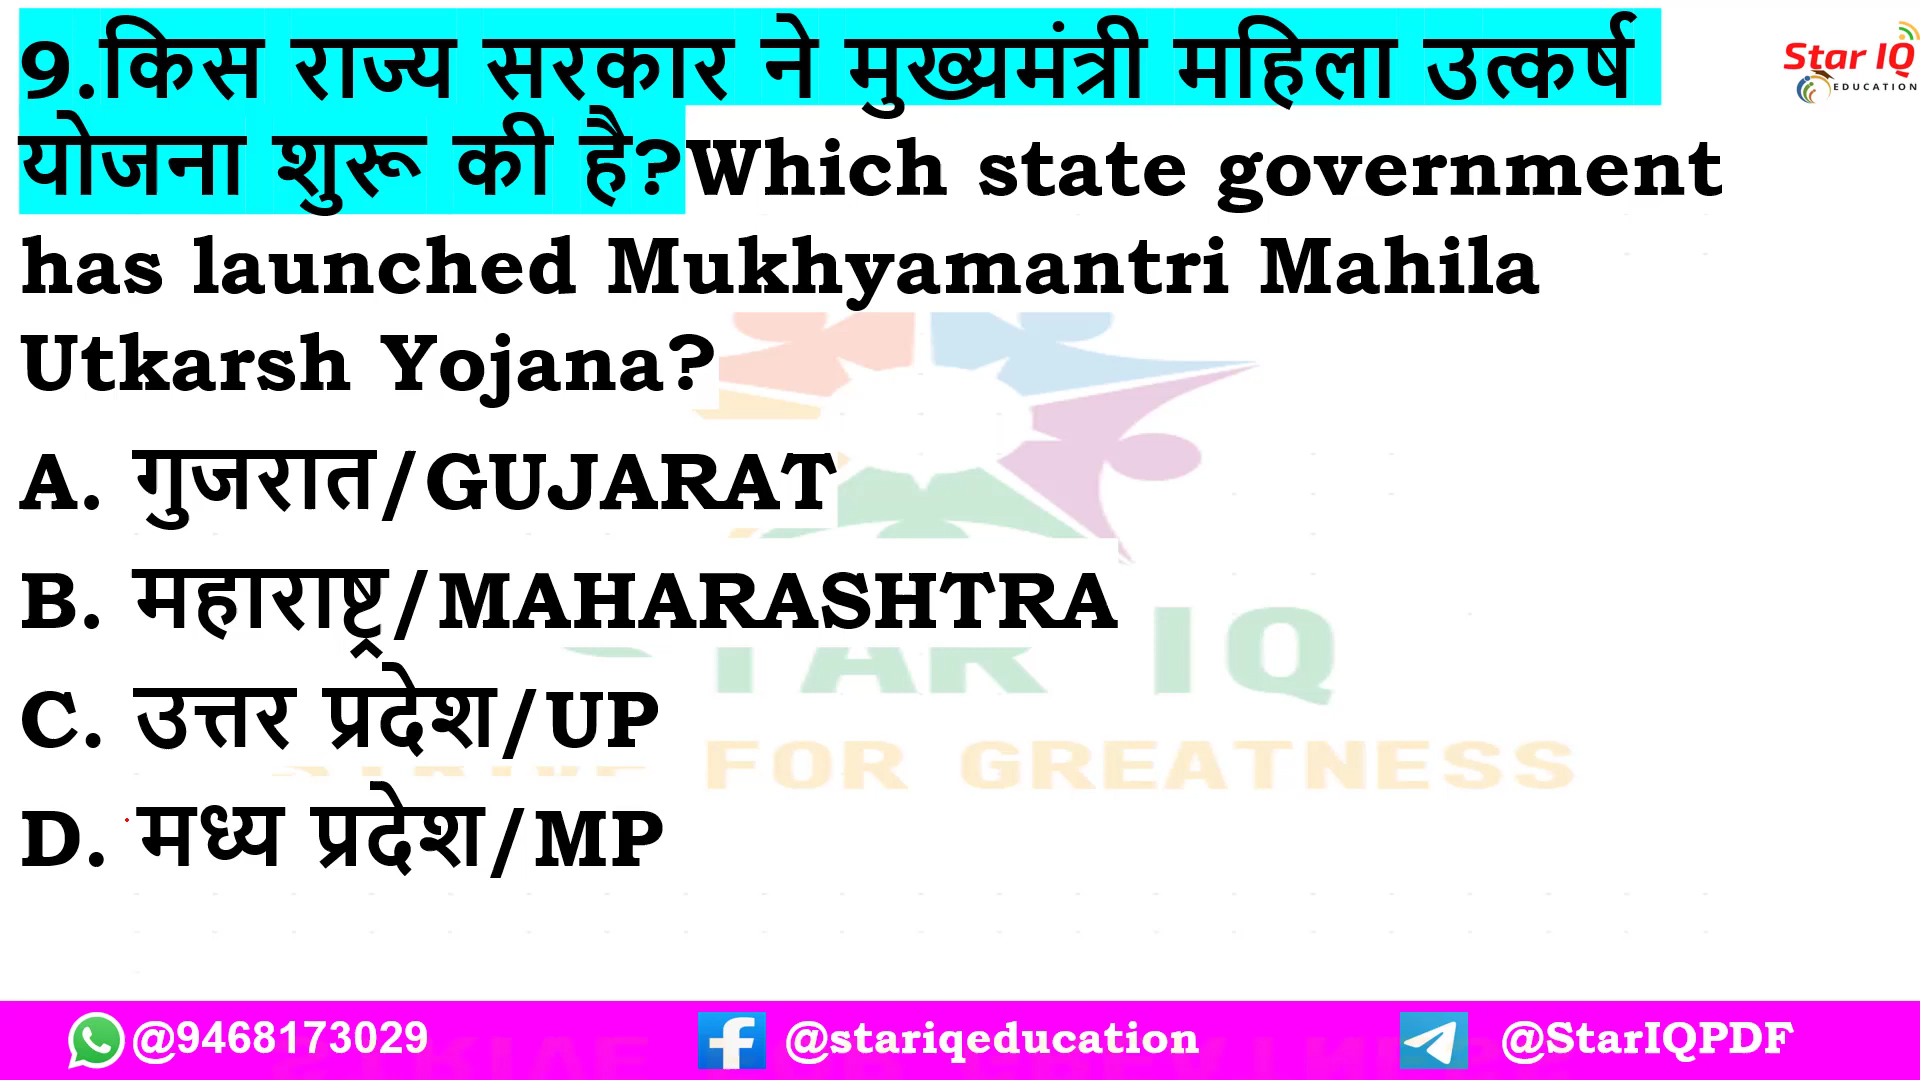 9.किस राज्य सरकार ने मुख्यमंत्री महिला उत्कर्ष
योजना शुरू की है?Which state government
has launched Mukhyamantri Mahila
Utkarsh Yojana?
A. गुजरात/GUJARAT
B. महाराष्ट्र/MAHARASHTRA
C. उत्तर प्रदेश/UP
D. मध्य प्रदेश/MP
Star IQ
EDUCATION
STAR IQ
FOR GREATNESS
@9468173029 @stariqeducation @StarIQPDF